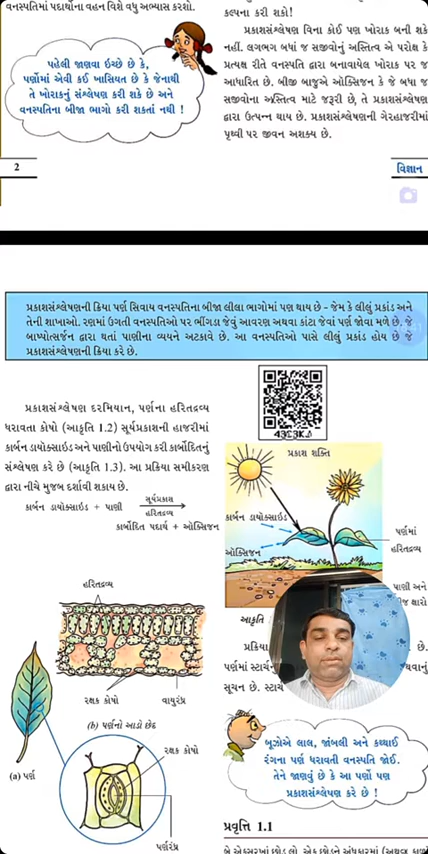 વનસ્પતિમાં પદાર્થોના વહન વિશે વધુ અભ્યાસ કરશો.
પહેલી જાણવા ઇચ્છે છે કે,
પર્ણોમાં એવી કઈ ખાસિયત છે કે જેનાથી
તે ખોરાકનું સંશ્લેષણ કરી શકે છે અને
વનસ્પતિના બીજા ભાગો કરી શકતાં નથી !
કલ્પના કરી શકો!
પ્રકાશસંશ્લેષણ વિના કોઈ પણ ખોરાક બની શકે
નહીં. લગભગ બધાં જ સજીવોનું અસ્તિત્વ એ પરોક્ષ કે
પ્રત્યક્ષ રીતે વનસ્પતિ દ્વારા બનાવાયેલ ખોરાક પર જ
આધારિત છે. બીજી બાજુએ ઑક્સિજન કે જે બધા જ
સજીવોના અસ્તિત્વ માટે જરૂરી છે, તે પ્રકાશસંશ્લેષણ
દ્વારા ઉત્પન્ન થાય છે. પ્રકાશસંશ્લેષણની ગેરહાજરીમાં
પૃથ્વી પર જીવન અશક્ય છે.
2
વિજ્ઞાન
પ્રકાશસંશ્લેષણની ક્રિયા પર્ણ સિવાય વનસ્પતિના બીજા લીલા ભાગોમાં પણ થાય છે - જેમ કે લીલું પ્રકાંડ અને
તેની શાખાઓ. રણમાં ઉગતી વનસ્પતિઓ પર ભીંગડા જેવું આવરણ અથવા કાંટા જેવાં પર્ણ જોવા મળે છે. જે
બાષ્પોત્સર્જન દ્વારા થતાં પાણીના વ્યયને અટકાવે છે. આ વનસ્પતિઓ પાસે લીલું પ્રકાંડ હોય છે જે
પ્રકાશસંશ્લેષણની ક્રિયા કરે છે.
પ્રકાશસંશ્લેષણ દરમિયાન, પર્ણના હરિતદ્રવ્ય
ધરાવતા કોષો (આકૃતિ 1.2) સૂર્યપ્રકાશની હાજરીમાં
કાર્બન ડાયોક્સાઇડ અને પાણીનો ઉપયોગ કરી કાર્બોદિતનું
સંશ્લેષણ કરે છે (આકૃતિ 1.3). આ પ્રક્રિયા સમીકરણ
દ્વારા નીચે મુજબ દર્શાવી શકાય છે.
કાર્બન ડાયોક્સાઇડ + પાણી સૂર્યપ્રકાશ
હરિતદ્રવ્ય
કાર્બોદિત પદાર્થ + ઑક્સિજન
હરિતદ્રવ્ય
રક્ષક કોષો
વાયુરંધ્ર
(b) પર્ણનો આડો છેદ
રક્ષક કોષો
(a) પર્ણ
પર્ણરંધ્ર
પ્રકાશ શક્તિ
કાર્બન ડાયોક્સાઇડ
ઓક્સિજન
પર્ણમાં
હરિતદ્રવ્ય
પાણી અને
ક્ષારો
આકૃતિ
પ્રક્રિયા
છે.
પર્ણમાં સ્ટાર્ચનું
થવાનું
સૂચન છે. સ્ટાર્ચ
બૂઝોએ લાલ, જાંબલી અને કથ્થાઈ
રંગના પર્ણ ધરાવતી વનસ્પતિ જોઈ.
તેને જાણવું છે કે આ પર્ણો પણ
પ્રકાશસંશ્લેષણ કરે છે !
પ્રવૃત્તિ 1.1